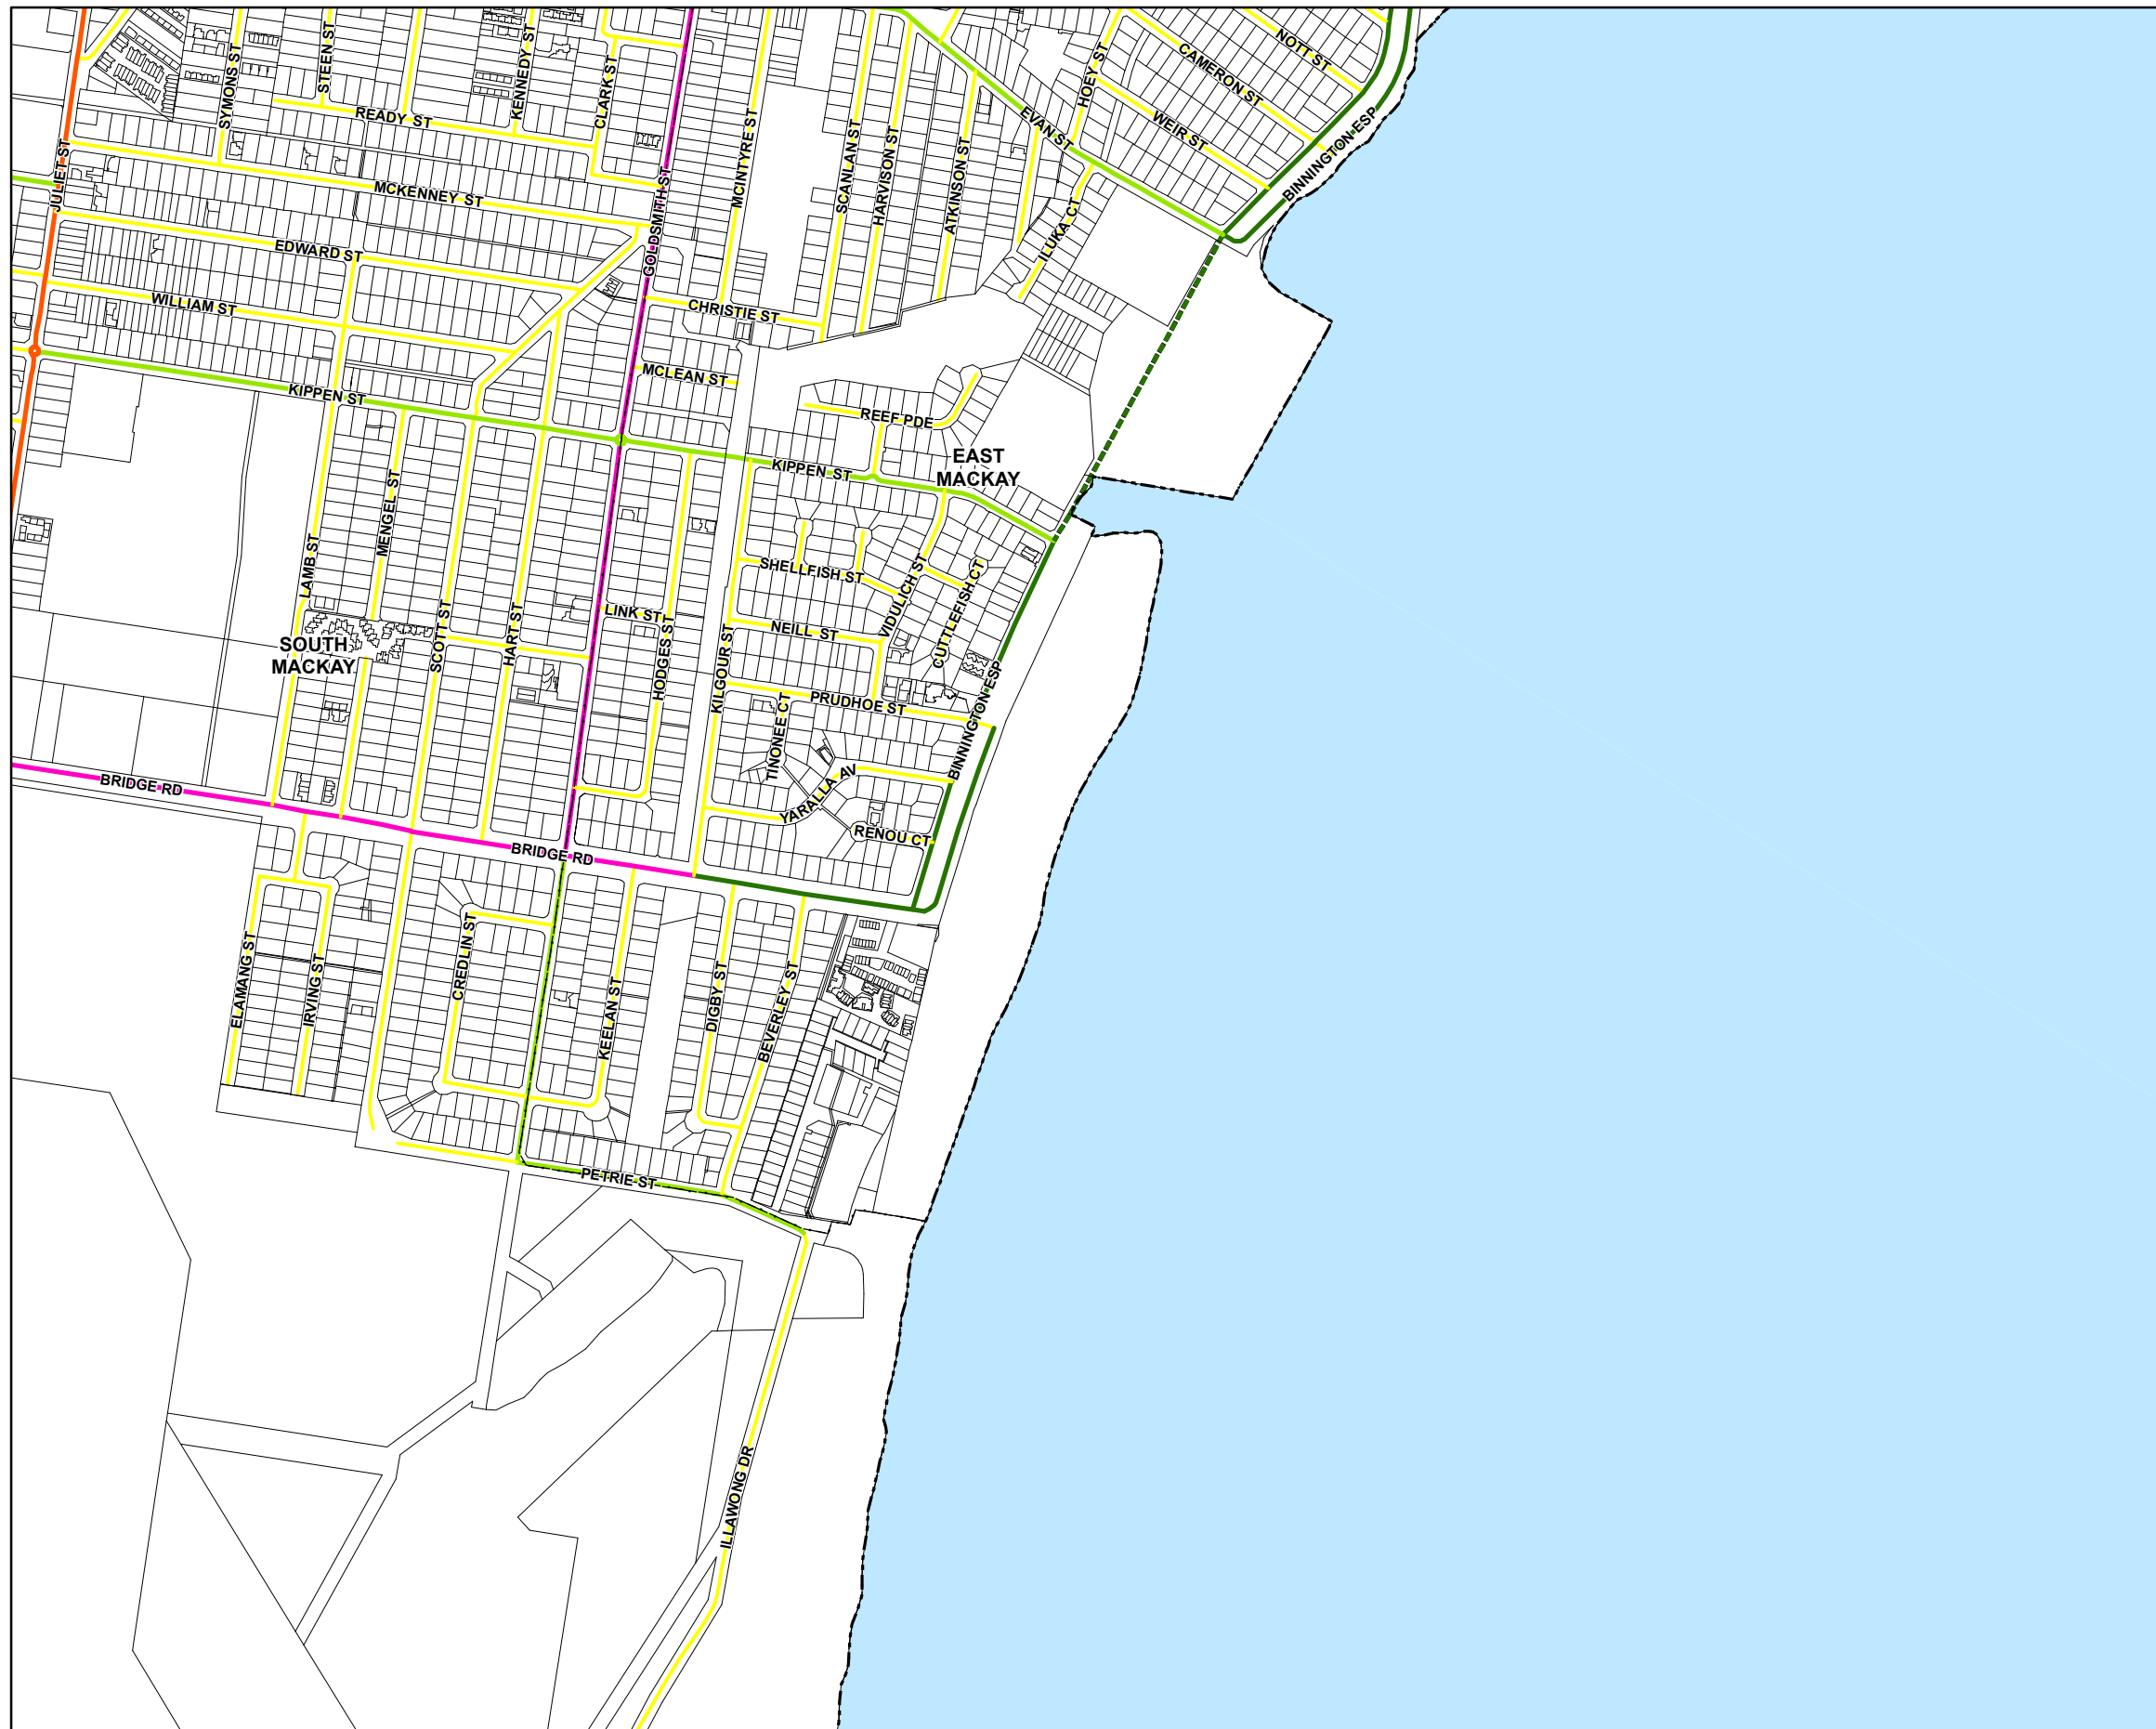 NOTT ST
CAMERON ST
STEEN ST
SYMONS ST
KENNEDY ST
CLARK ST
HOEY ST
READY ST
EVAN ST
WEIR ST
BINNINGTON ESP
JULIET ST
MCINTYRE ST
SCANLAN ST
HARVISON ST
ATKINSON ST
MCKENNEY ST
GOLDSMITH ST
ILUKA CT
EDWARD ST
WILLIAM ST
CHRISTIE ST
MCLEAN ST
KIPPEN ST
REEF PDE
KIPPEN ST
EAST
MACKAY
MENGEL ST
LAMB ST
SHELLFISH ST
VIDULICH ST
CUTTLEFISH CT
LINK ST
NEILL ST
SCOTT ST
HART ST
HODGES ST
KILGOUR ST
SOUTH
MACKAY
PRUDHOE ST
TINONEE CT
BINNINGTON ESP
BRIDGE RD
YARALLA AV
RENOU CT
BRIDGE RD
ELAMANG ST
IRVING ST
CREDLIN ST
KEELAN ST
DIGBY ST
BEVERLEY ST
PETRIE ST
ILLAWONG DR